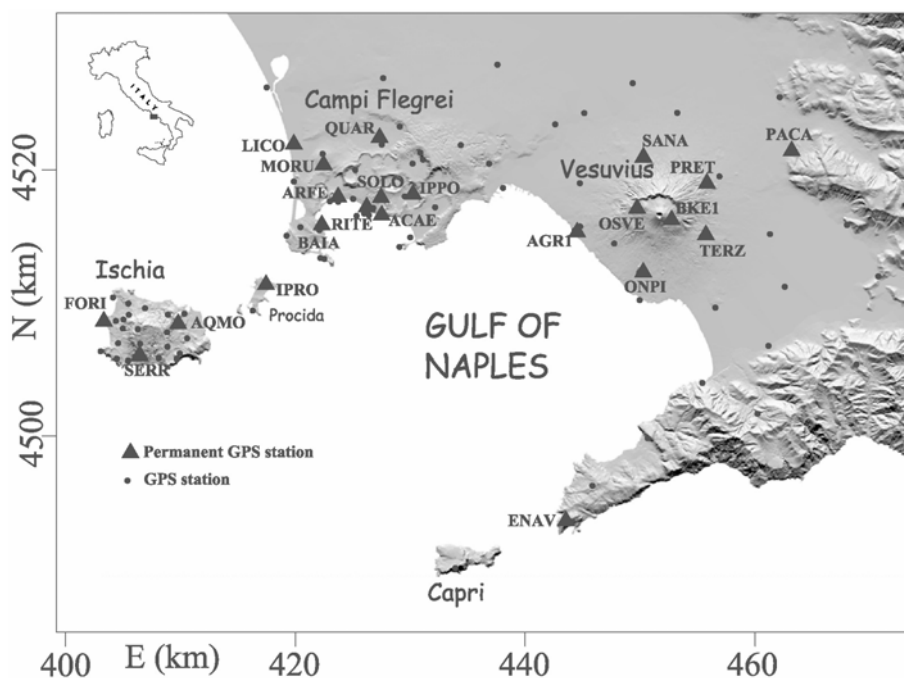 ITALY
Campi Flegrei
QUAR
LICO
MORU
SOLO
ARFE
IPPO
RITE
ACAE
BAIA
SANA
PACA
PRET
Vesuvius
OSVE
BKE1
AGR1
TERZ
ONPI
Ischia
FORI
AQMO
SERR
IPRO
Procida
GULF OF
NAPLES
Permanent GPS station
GPS station
ENAV
Capri
N (km)
4520
4500
400
E (km)
420
440
460